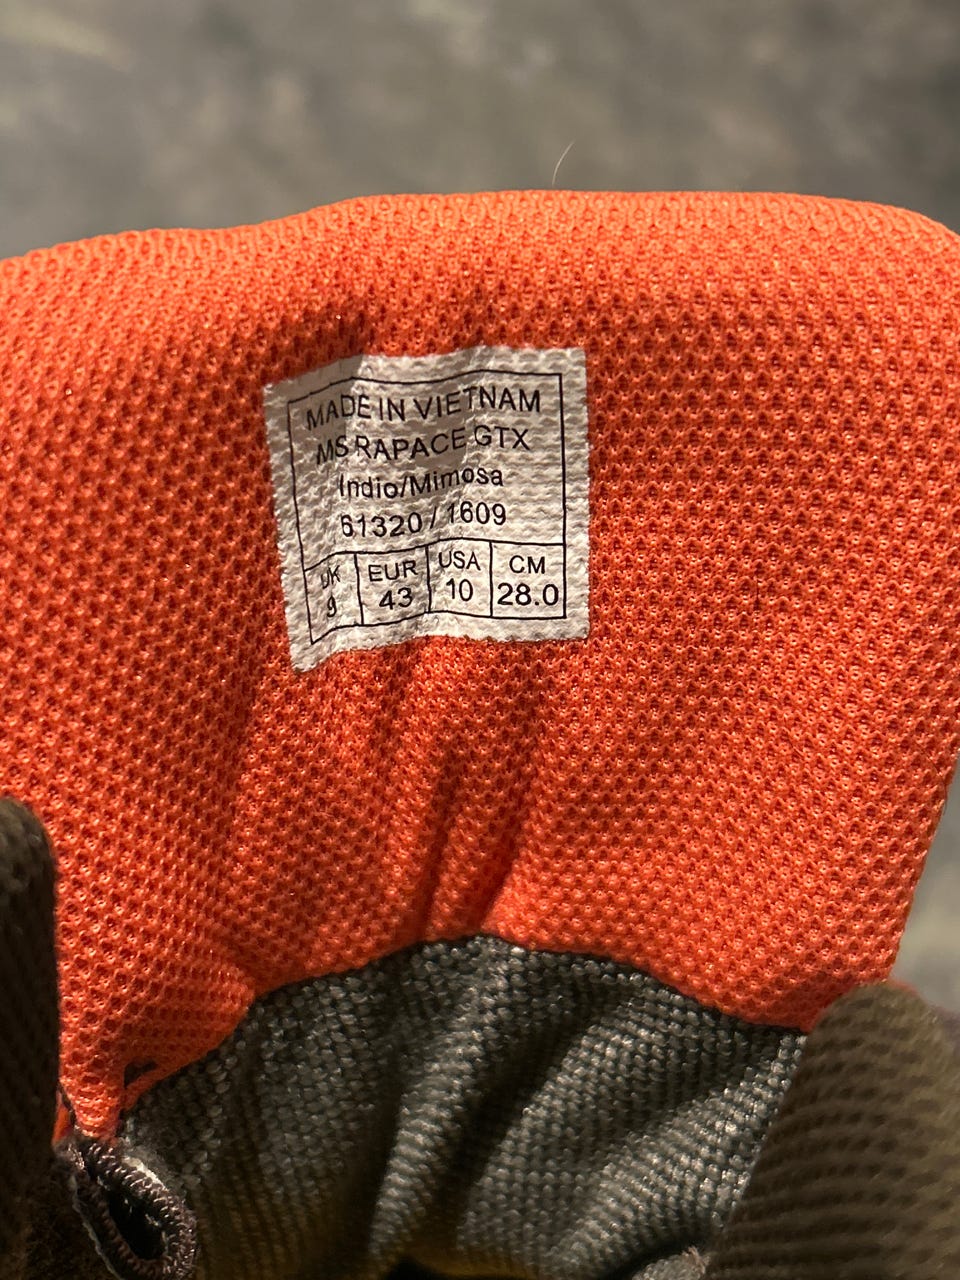 MADE IN VIETNAM
MS RAPACE GTX
Indio/Mimosa
61320 / 1609
UK EUR USA CM
9 43 10 28.0